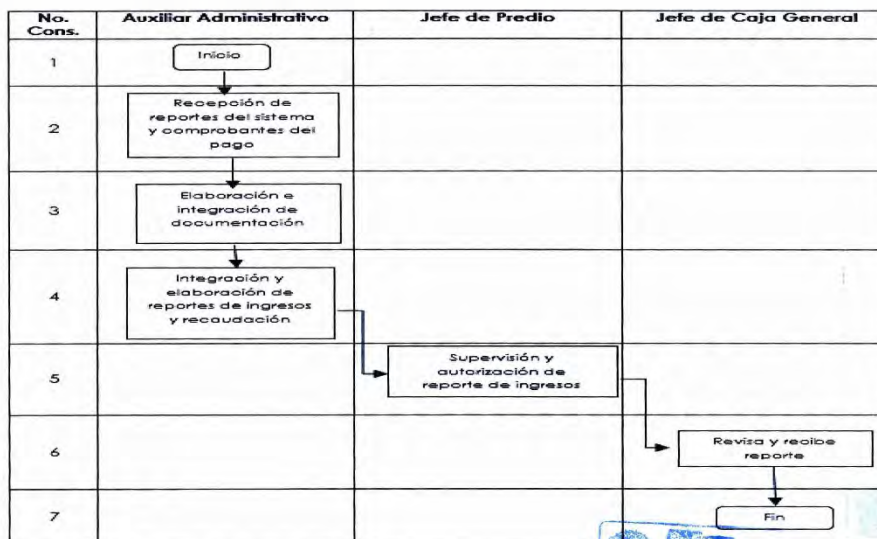 No. Cons.
Auxiliar Administrativo
Jefe de Predio
Jefe de Caja General
1
Inicio
2
Recepción de
reportes del sistema
y comprobantes del
pago
3
Elaboración e
integración de
documentación
4
Integración y
elaboración de
reportes de ingresos
y recaudación
5
Supervisión y
autorización de
reporte de ingresos
6
Revisa y recibe
reporte
7
Fin